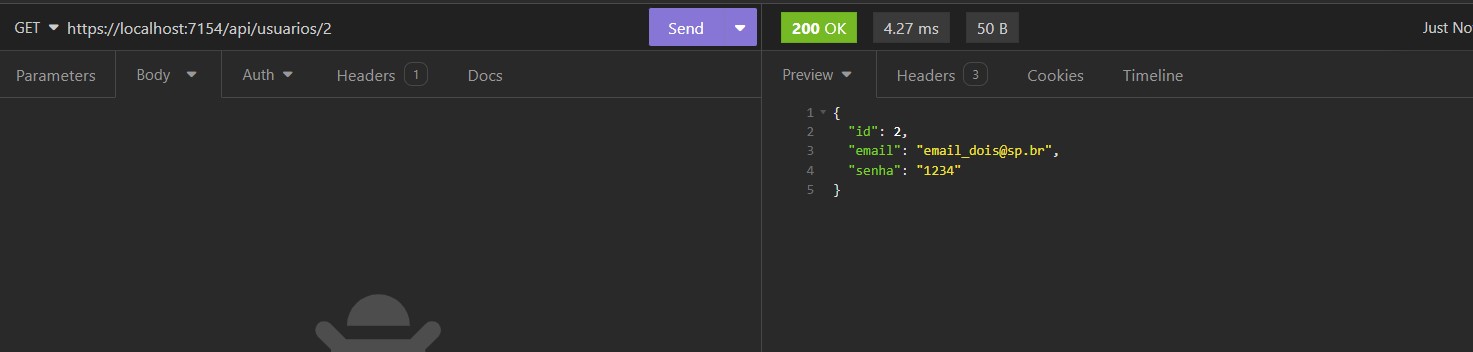 GET https://localhost:7154/api/usuarios/2 Send
Parameters Body Auth Headers 1 Docs
200 OK 4.27 ms 50 B Just No
Preview Headers 3 Cookies Timeline
1 {
2 "id": 2,
3 "email": "email_dois@sp.br",
4 "senha": "1234"
5 }